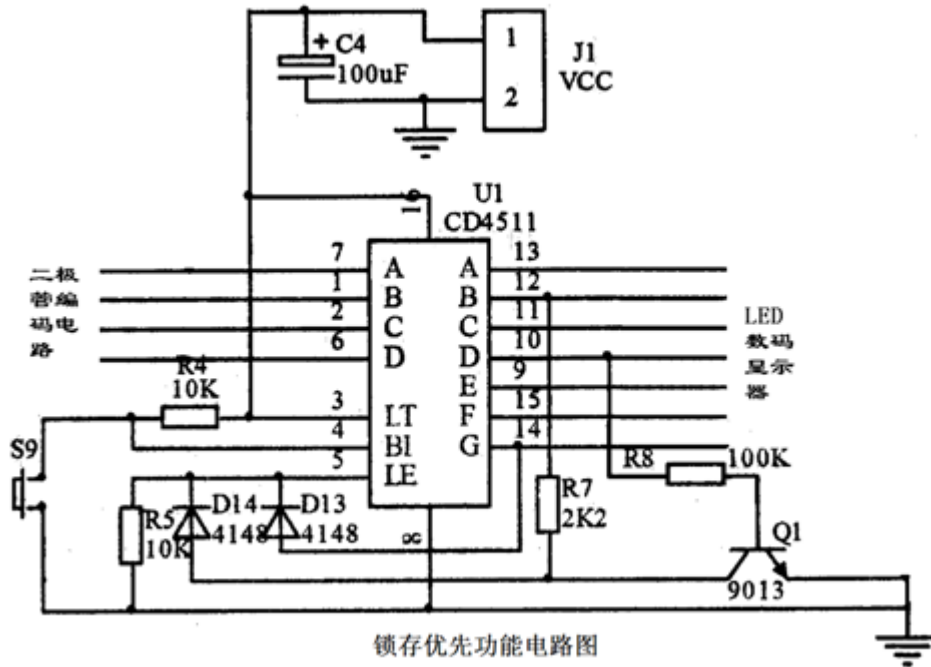 C4
100uF
1
2
J1
VCC
16
U1
CD4511
7
1
2
6
3
4
5
A
B
C
D
LT
BI
LE
A
B
C
D
E
F
G
13
12
11
10
9
15
14
8
二极
管编
码电
路
LED
数码
显示
器
R4
10K
S9
R5
10K
D14
4148
D13
4148
R7
2K2
R8
100K
Q1
9013
锁存优先功能电路图